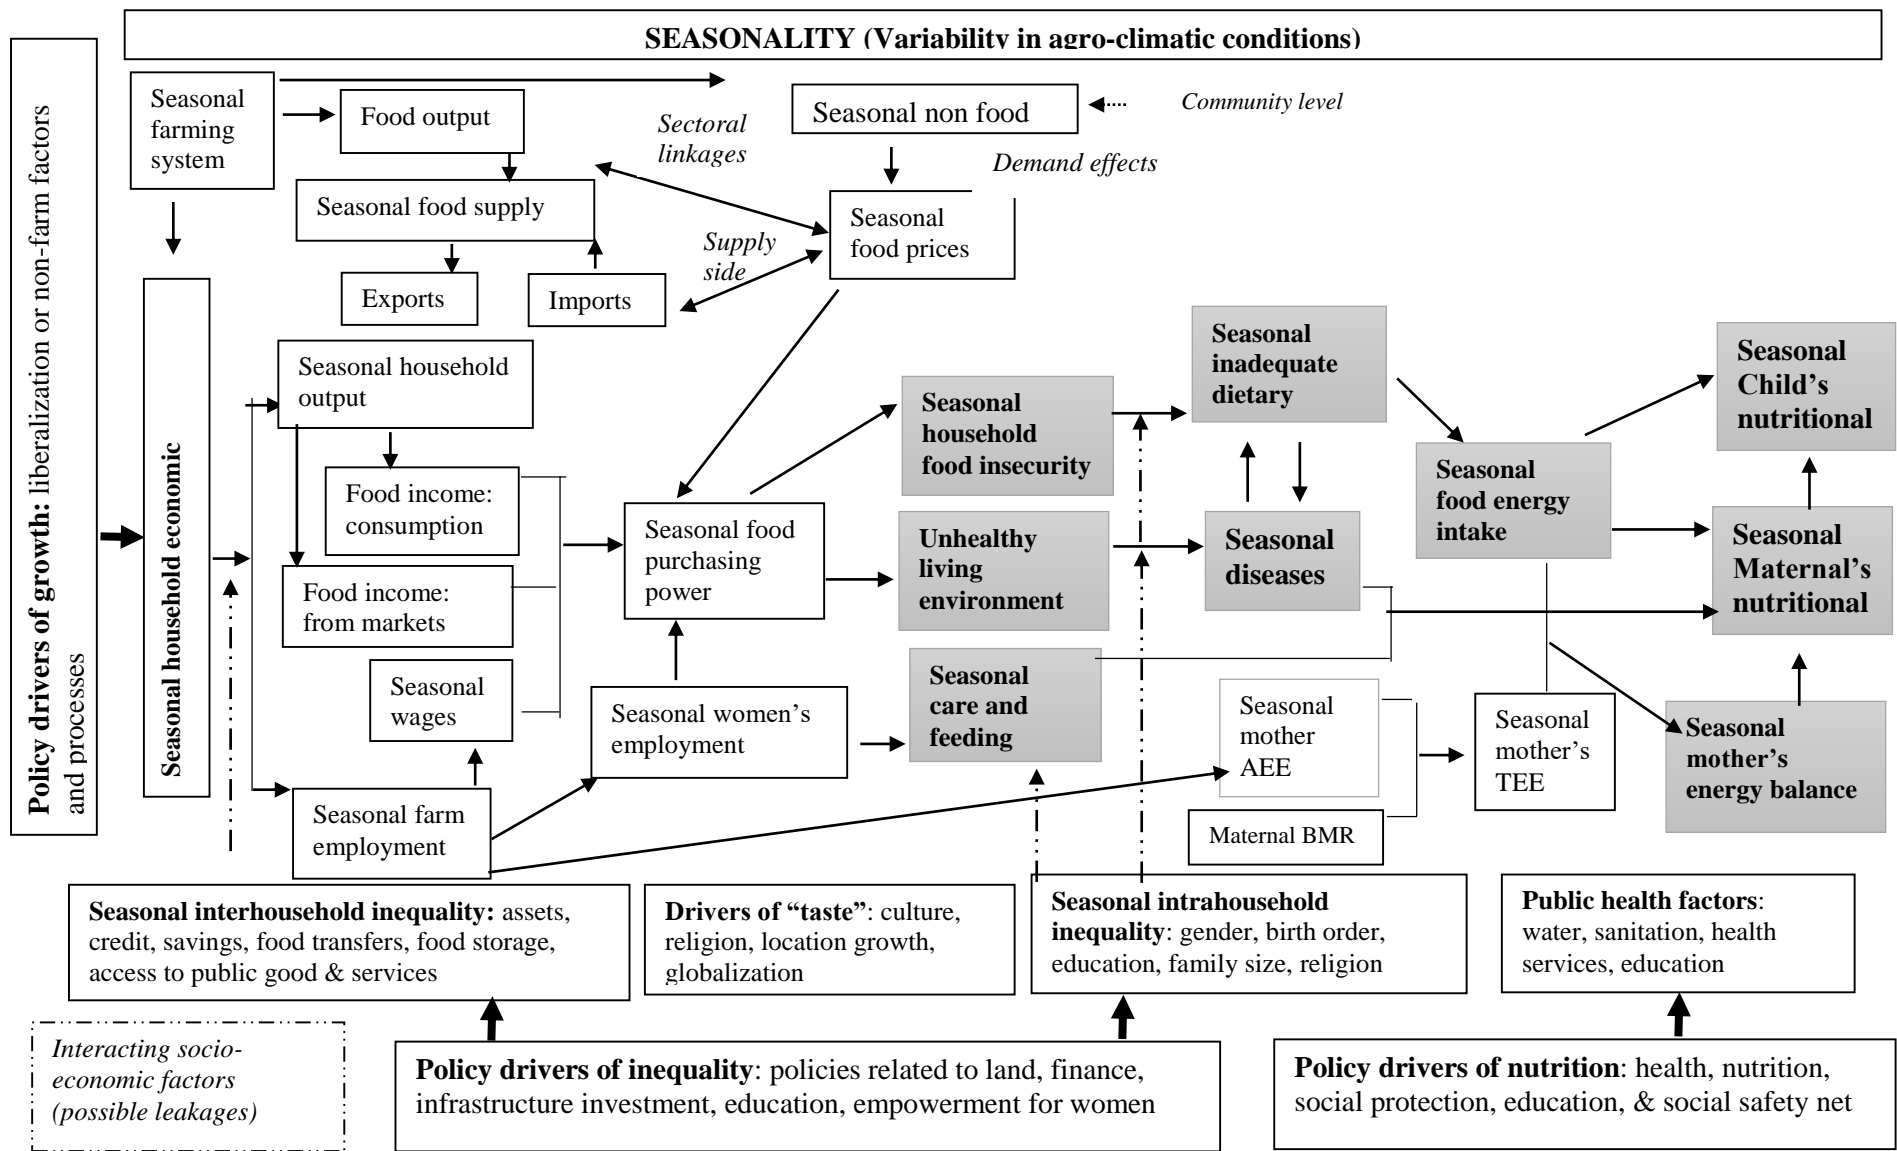 SEASONALITY (Variability in agro-climatic conditions)
Policy drivers of growth: liberalization or non-farm factors
and processes
Seasonal
farming
system
Food output
Sectoral
linkages
Seasonal non food
Community level
Demand effects
Seasonal food supply
Seasonal
food prices
Supply
side
Exports
Imports
Seasonal household economic
Seasonal household
output
Food income:
consumption
Food income:
from markets
Seasonal
wages
Seasonal farm
employment
Seasonal food
purchasing
power
Seasonal women's
employment
Seasonal
household
food insecurity
Unhealthy
living
environment
Seasonal
care and
feeding
Seasonal
inadequate
dietary
Seasonal
diseases
Seasonal
mother
AEE
Maternal BMR
Seasonal
food energy
intake
Seasonal
mother's
TEE
Seasonal
Child's
nutritional
Seasonal
Maternal's
nutritional
Seasonal
mother's
energy balance
Seasonal interhousehold inequality: assets,
credit, savings, food transfers, food storage,
access to public good & services
Drivers of “taste”: culture,
religion, location growth,
globalization
Seasonal intrahousehold
inequality: gender, birth order,
education, family size, religion
Public health factors:
water, sanitation, health
services, education
Interacting socio-
economic factors
(possible leakages)
Policy drivers of inequality: policies related to land, finance,
infrastructure investment, education, empowerment for women
Policy drivers of nutrition: health, nutrition,
social protection, education, & social safety net